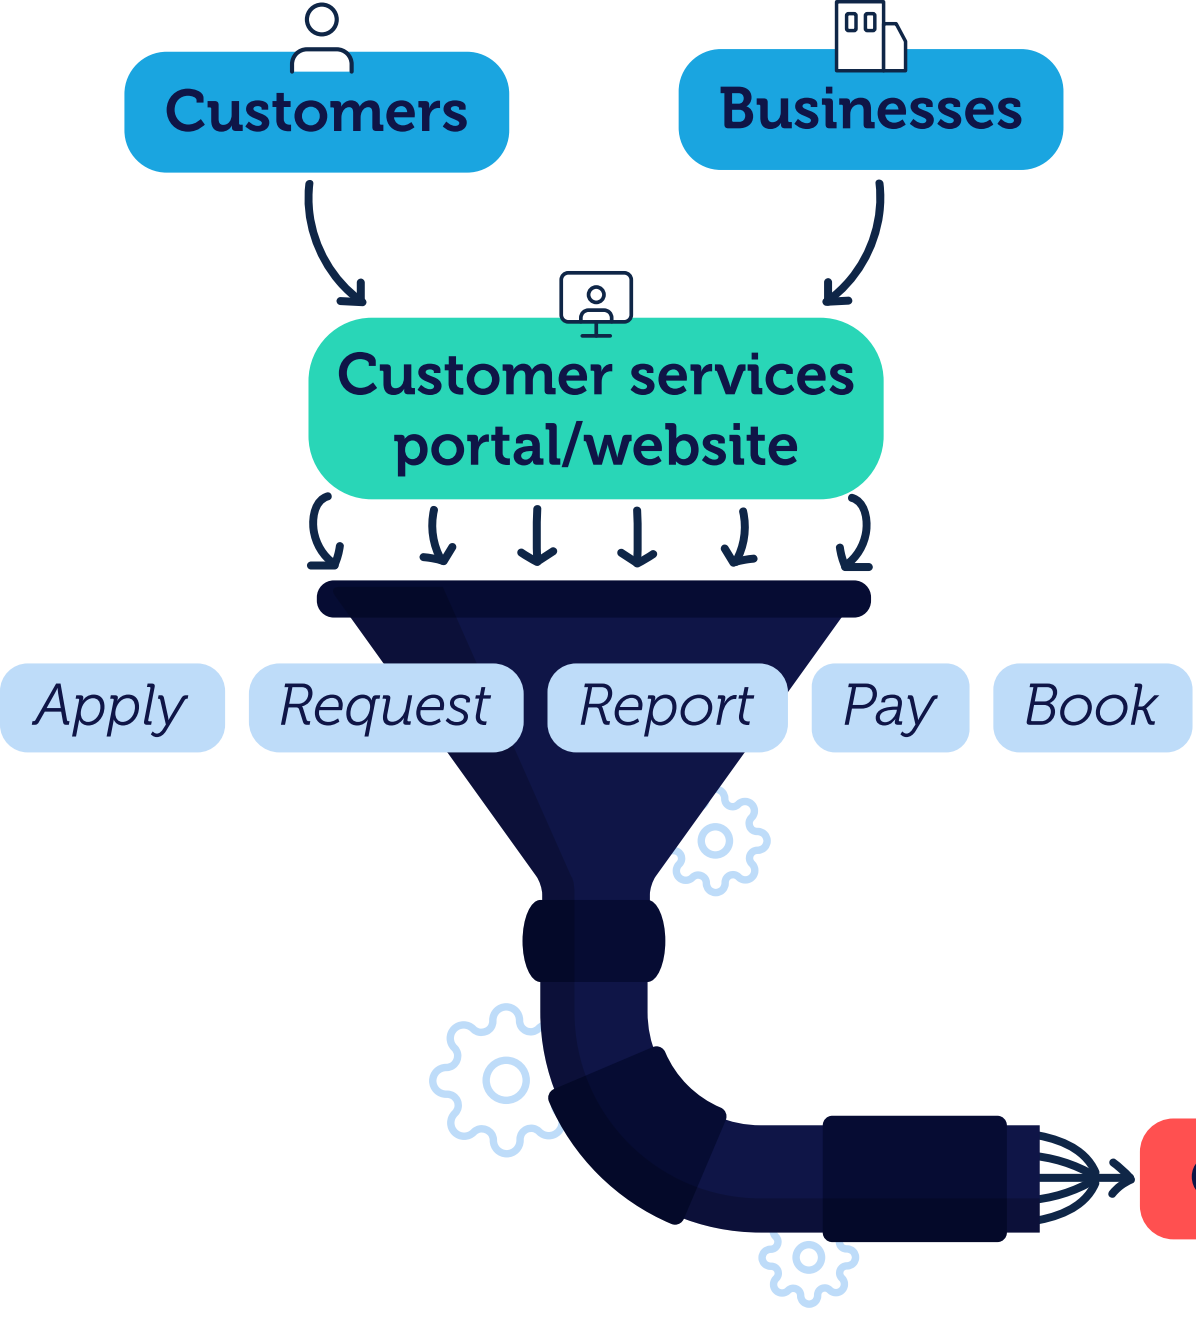 Customers
Businesses
Customer services
portal/website
Apply
Request
Report
Pay
Book